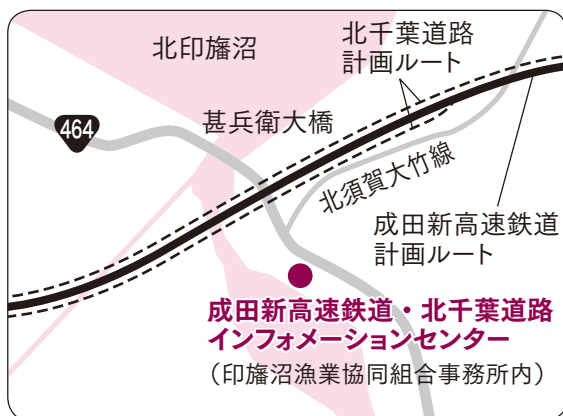 北印旛沼
北千葉道路
計画ルート
464
甚兵衛大橋
北須賀大竹線
成田新高速鉄道
計画ルート
成田新高速鉄道・北千葉道路
インフォメーションセンター
（印旛沼漁業協同組合事務所内）